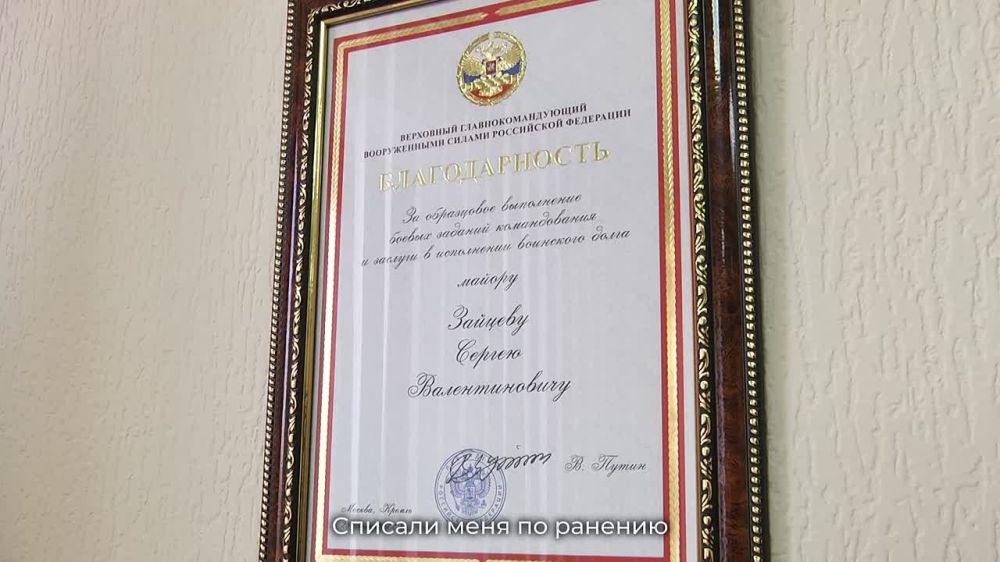 ВЕРХОВНЫЙ ГЛАВНОКОМАНДУЮЩИЙ
ВООРУЖЕННЫМИ СИЛАМИ РОССИЙСКОЙ ФЕДЕРАЦИИ
БЛАГОДАРНОСТЬ
За образцовое выполнение
боевых заданий командования
и заслуги в исполнении воинского долга
майору
Зайцеву
Сергею
Валентиновичу
В. Путин
Москва, Кремль
Списали меня по ранению